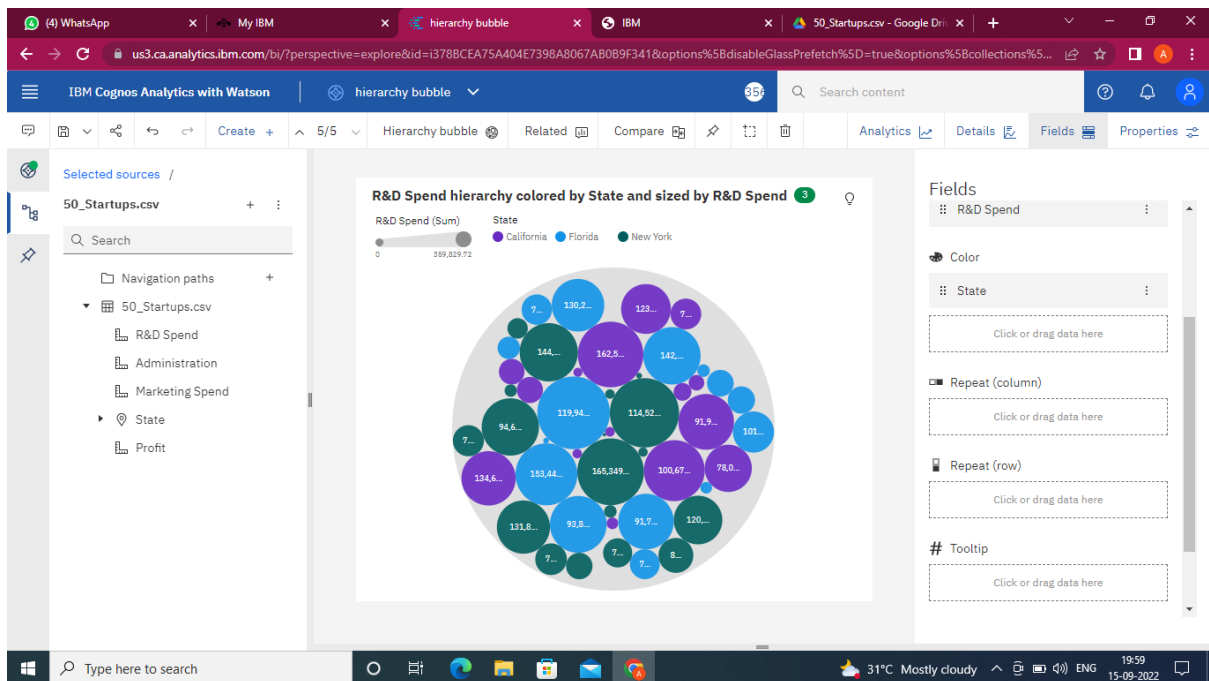 (4) WhatsApp
My IBM
hierarchy bubble
IBM
50_Startups.csv - Google Driv
us3.ca.analytics.ibm.com/bi/?perspective=explore&id=i378BCEA75A404E7398A8067AB0B9F341&options%5BdisableGlassPrefetch%5D=true&options%5Bcollections%5...
IBM Cognos Analytics with Watson
hierarchy bubble
Search content
Create +
5/5
Hierarchy bubble
Related
Compare
Analytics
Details
Fields
Properties
Selected sources /
50_Startups.csv
Search
Navigation paths
50_Startups.csv
R&D Spend
Administration
Marketing Spend
State
Profit
R&D Spend hierarchy colored by State and sized by R&D Spend 3
R&D Spend (Sum)
State
California Florida New York
0 359,829.72
7... 130,2... 123... 7...
144,... 162,5... 142,...
119,94... 114,52...
94,6... 91,9...
7... 101...
134,6... 153,44... 165,349... 100,67... 78,0...
131,8... 93,8... 91,7... 120,...
7... 7... 7... 8...
Fields
R&D Spend
Color
State
Click or drag data here
Repeat (column)
Click or drag data here
Repeat (row)
Click or drag data here
# Tooltip
Click or drag data here
Type here to search
31°C Mostly cloudy
ENG
19:59
15-09-2022